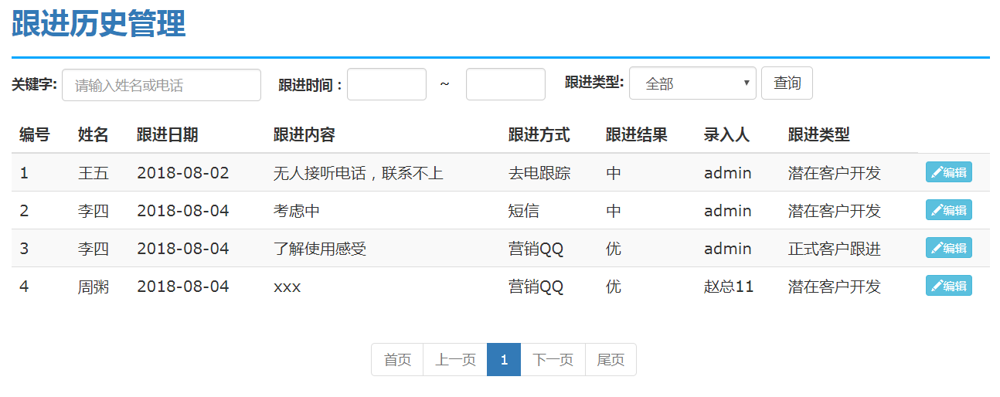 跟进历史管理
关键字: 请输入姓名或电话 跟进时间： ~ 跟进类型: 全部 查询
编号 姓名 跟进日期 跟进内容 跟进方式 跟进结果 录入人 跟进类型
1 王五 2018-08-02 无人接听电话，联系不上 去电跟踪 中 admin 潜在客户开发 编辑
2 李四 2018-08-04 考虑中 短信 中 admin 潜在客户开发 编辑
3 李四 2018-08-04 了解使用感受 营销QQ 优 admin 正式客户跟进 编辑
4 周粥 2018-08-04 xxx 营销QQ 优 赵总11 潜在客户开发 编辑
首页 上一页 1 下一页 尾页